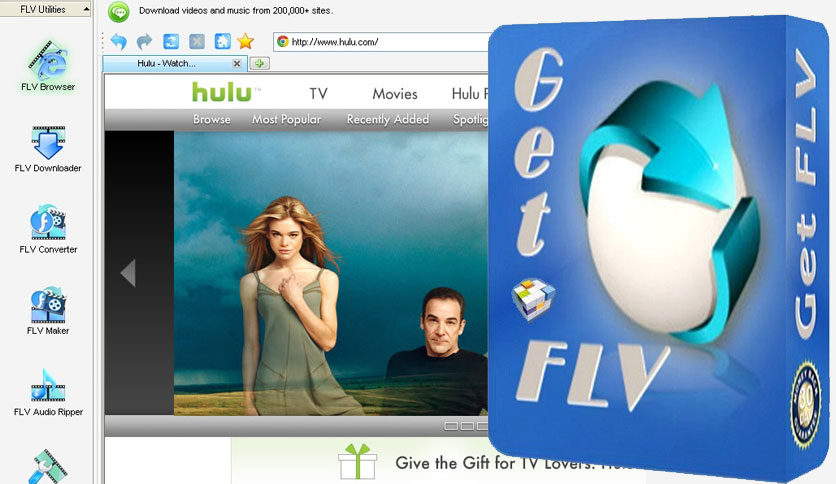 FLV Utilities
Download videos and music from 200,000+ sites.
http://www.hulu.com/
Hulu - Watch...
FLV Browser
FLV Downloader
FLV Converter
FLV Maker
FLV Audio Ripper
hulu™
TV
Movies
Hulu
Browse
Most Popular
Recently Added
Give the Gift for TV Lovers.
Get
FLV
Get FLV